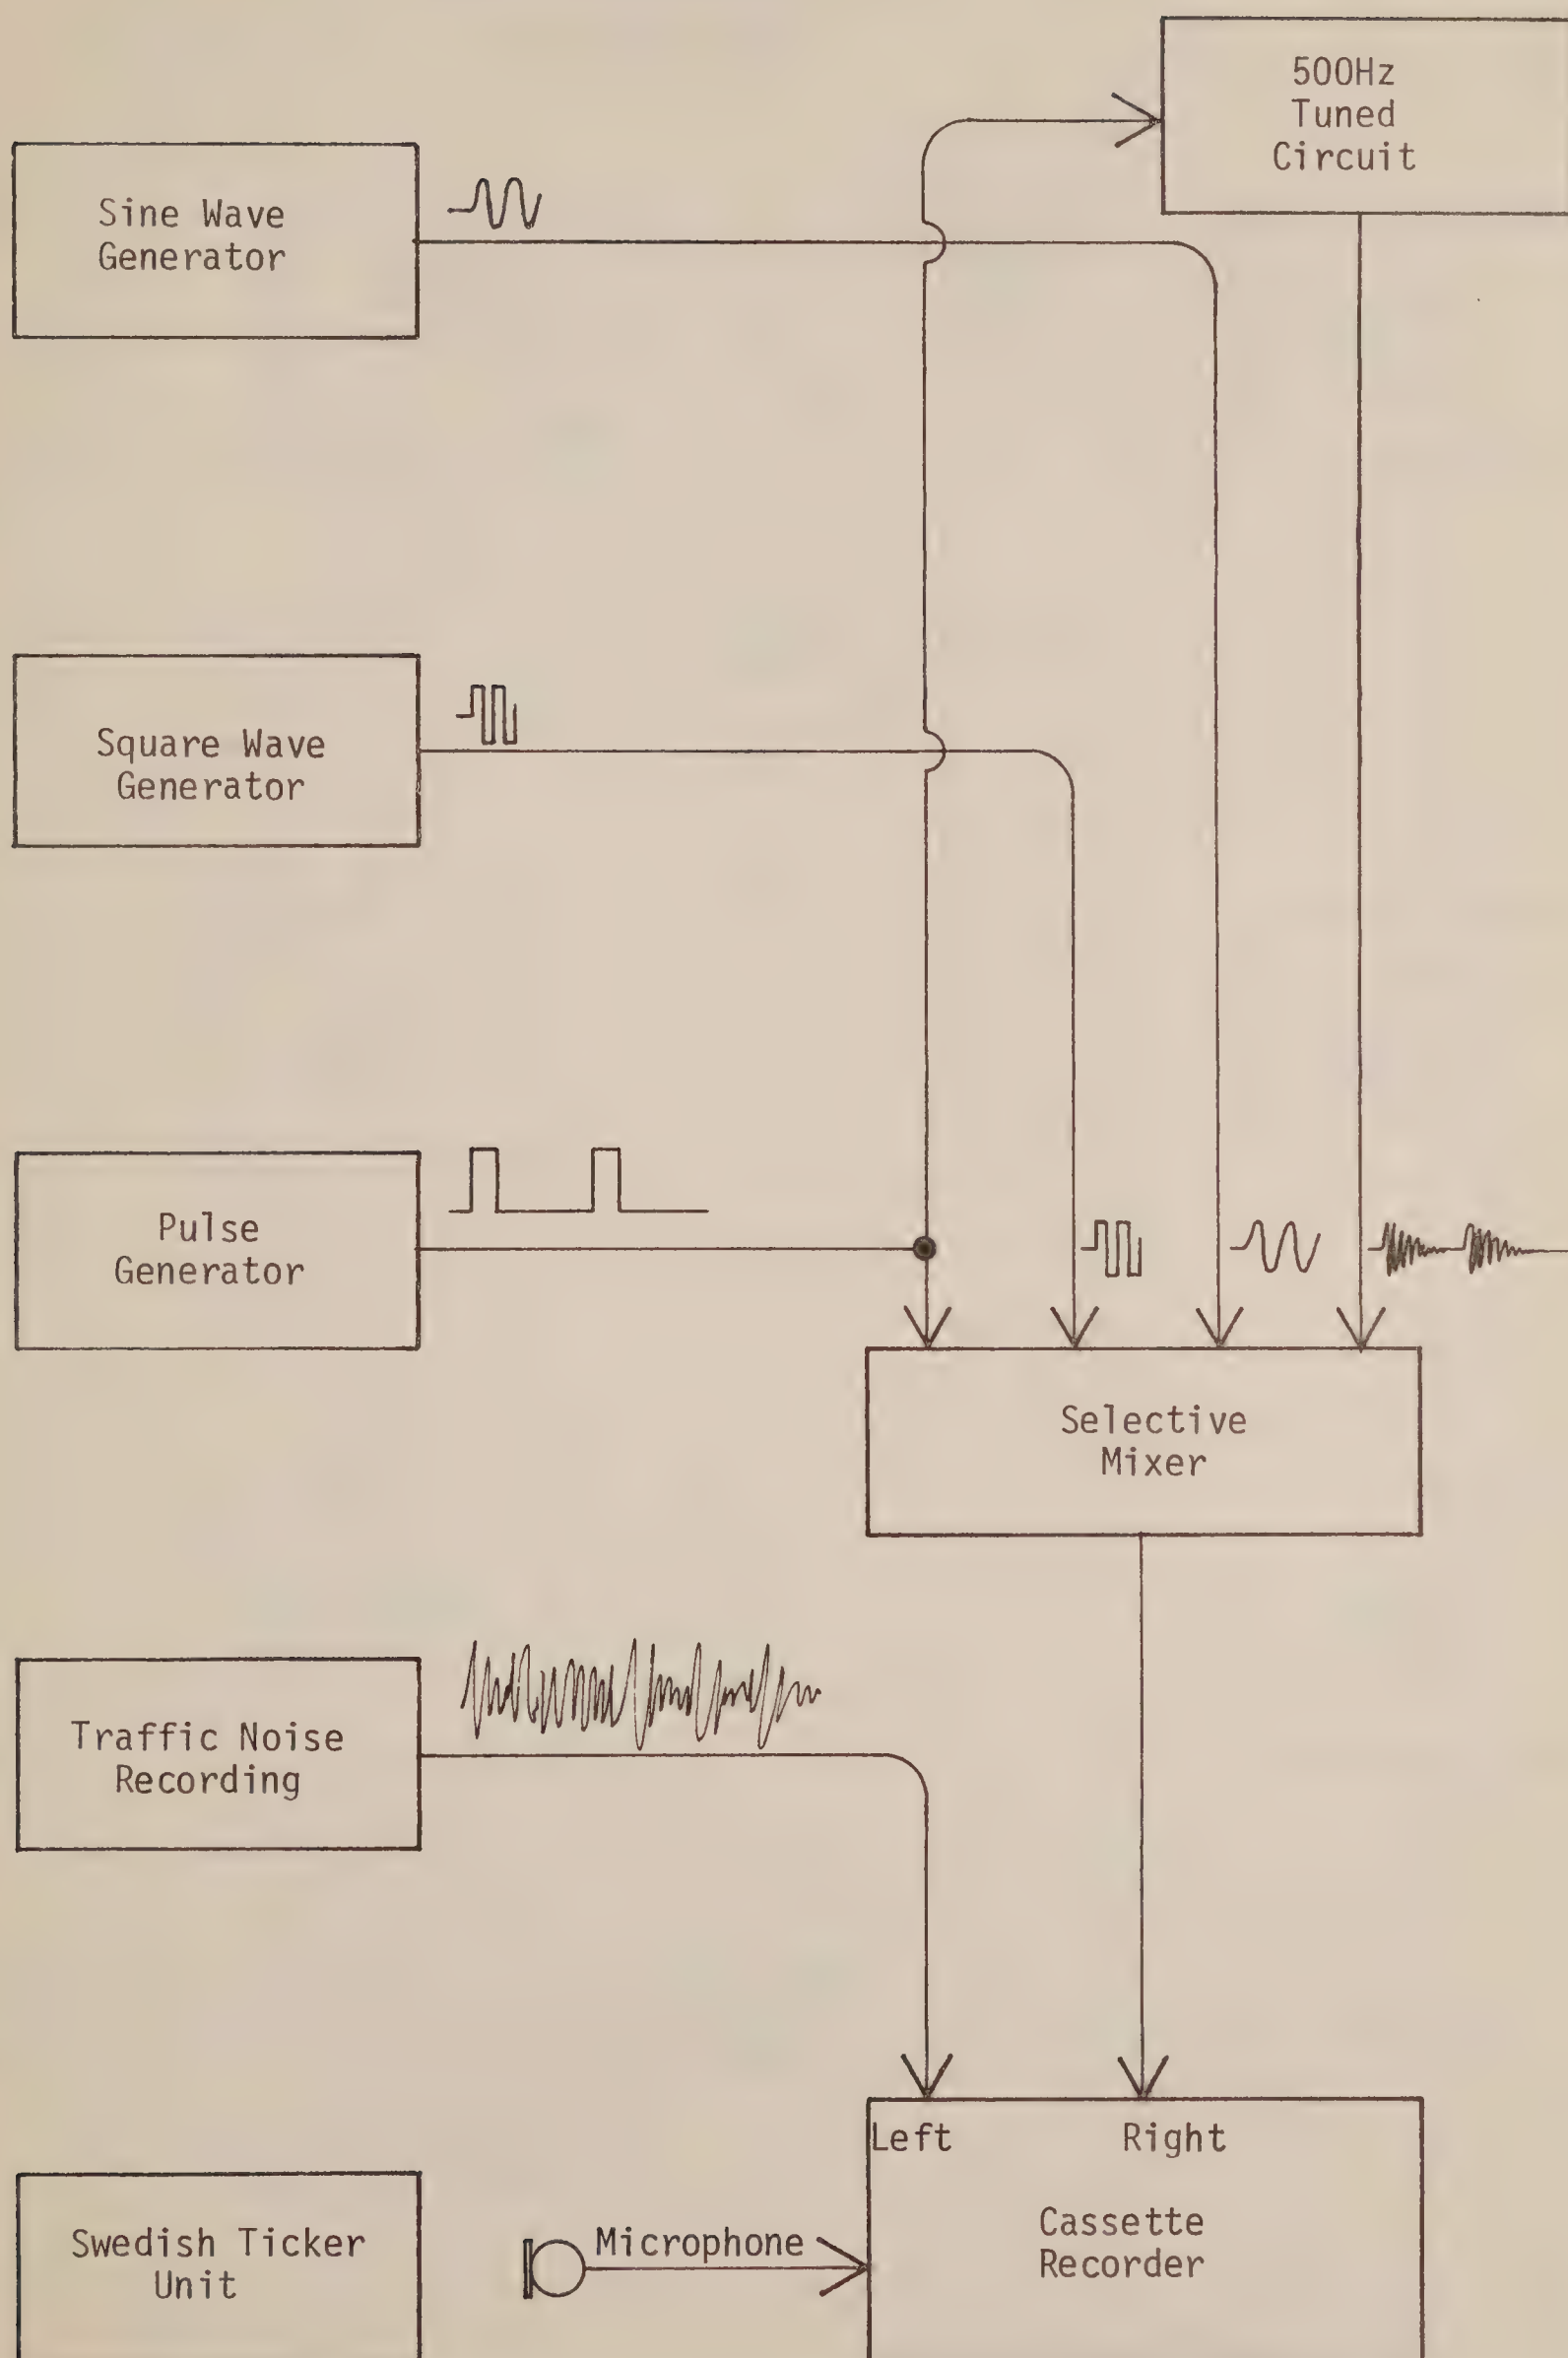 500Hz
Tuned
Circuit
Sine Wave
Generator
Square Wave
Generator
Pulse
Generator
Selective
Mixer
Traffic Noise
Recording
Left
Right
Cassette
Recorder
Swedish Ticker
Unit
Microphone